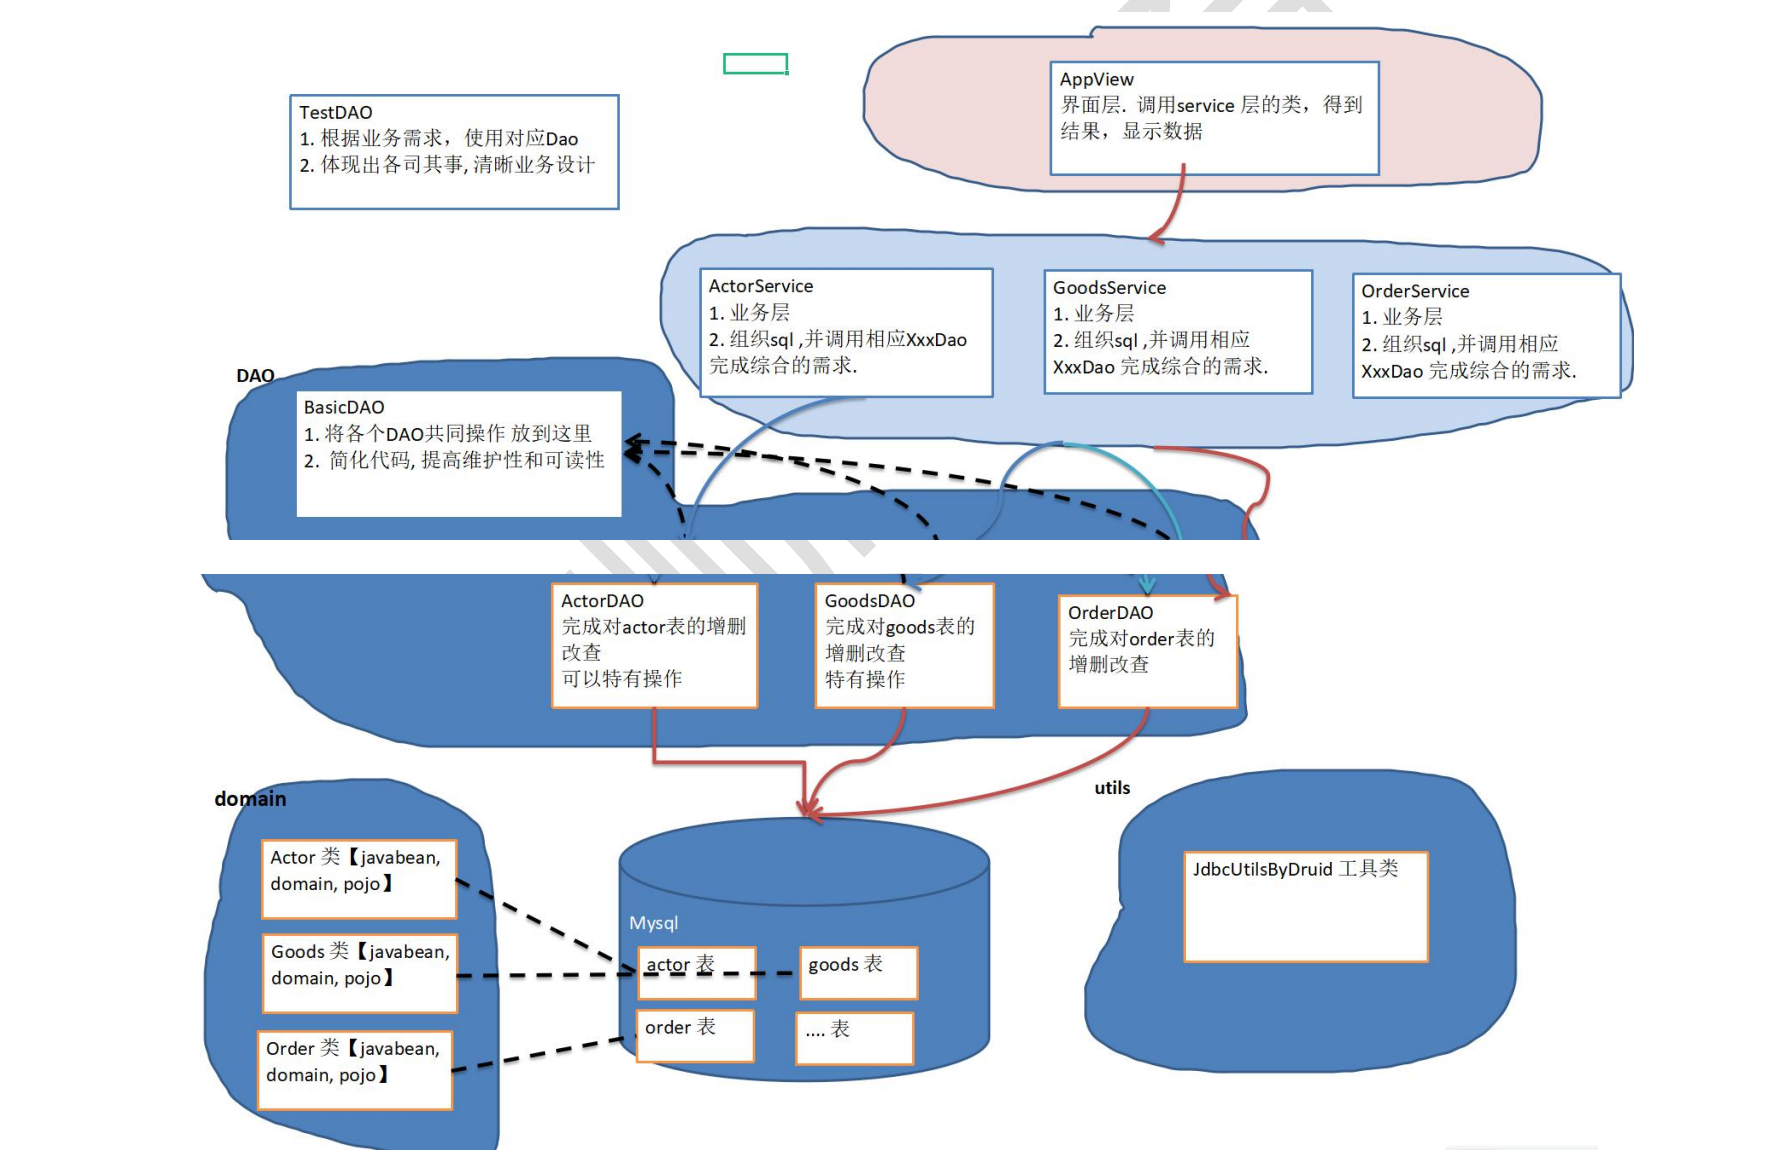 TestDAO
1. 根据业务需求，使用对应Dao
2. 体现出各司其事, 清晰业务设计
AppView
界面层. 调用service 层的类，得到
结果，显示数据
ActorService
1. 业务层
2. 组织sql ,并调用相应XxxDao
完成综合的需求.
GoodsService
1. 业务层
2. 组织sql ,并调用相应
XxxDao 完成综合的需求.
OrderService
1. 业务层
2. 组织sql ,并调用相应
XxxDao 完成综合的需求.
DAO
BasicDAO
1. 将各个DAO共同操作 放到这里
2. 简化代码, 提高维护性和可读性
ActorDAO
完成对actor表的增删
改查
可以特有操作
GoodsDAO
完成对goods表的
增删改查
特有操作
OrderDAO
完成对order表的
增删改查
domain
Actor 类【javabean,
domain, pojo】
Goods 类【javabean,
domain, pojo】
Order 类【javabean,
domain, pojo】
Mysql
actor 表
goods 表
order 表
.... 表
utils
JdbcUtilsByDruid 工具类